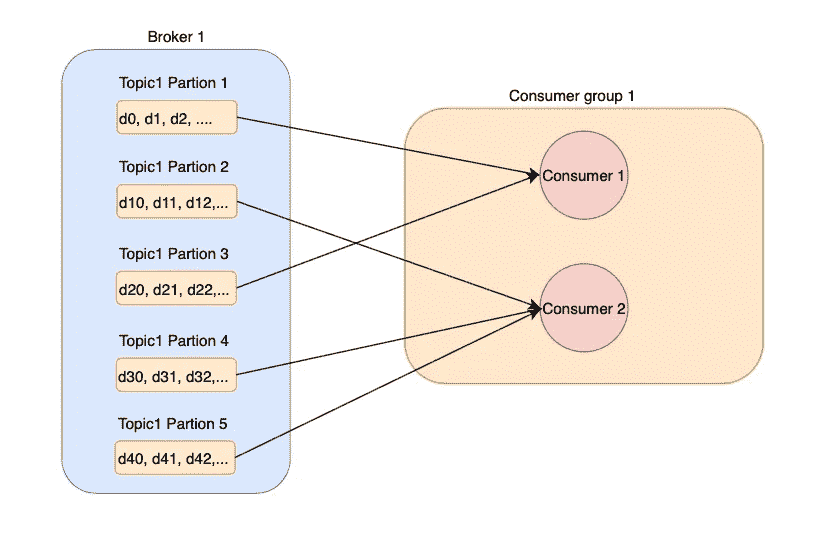 Broker 1
Topic1 Partion 1
d0, d1, d2, ....
Topic1 Partion 2
d10, d11, d12,...
Topic1 Partion 3
d20, d21, d22,...
Topic1 Partion 4
d30, d31, d32,...
Topic1 Partion 5
d40, d41, d42,...
Consumer group 1
Consumer 1
Consumer 2